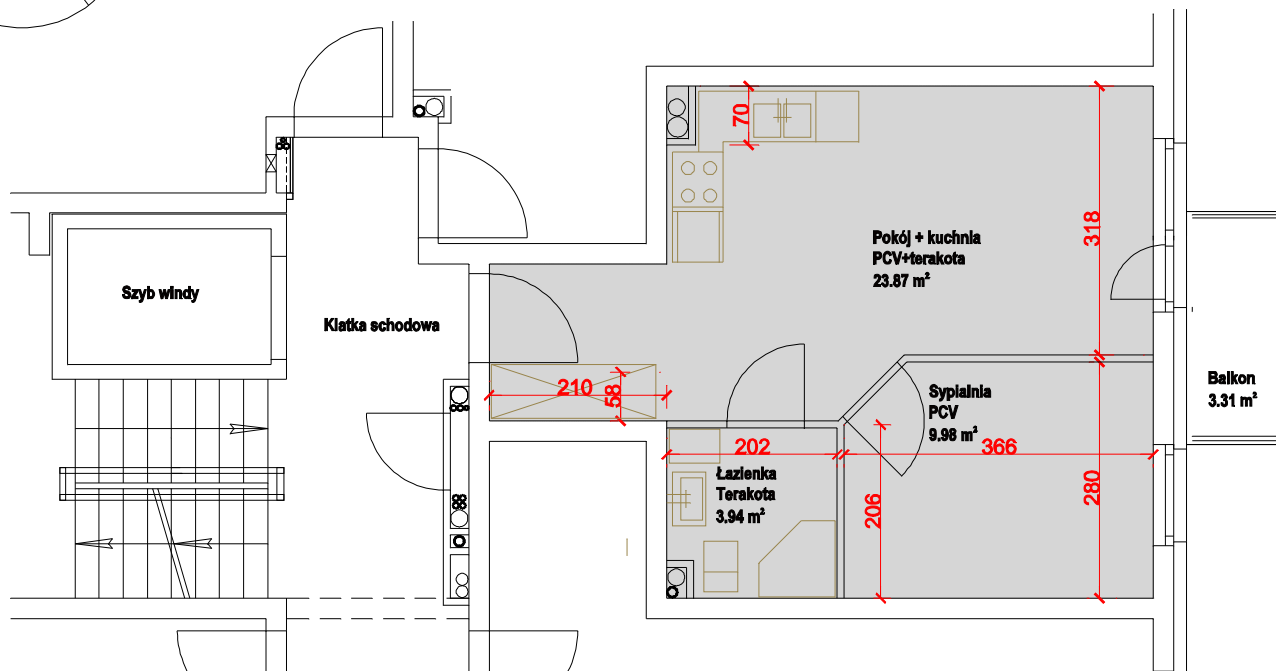 70
318
Pokój + kuchnia
PCV+terakota
23.87 m²
Szyb windy
Klatka schodowa
210
58
Sypialnia
PCV
9.98 m²
Balkon
3.31 m²
202
366
Łazienka
Terakota
3.94 m²
206
280